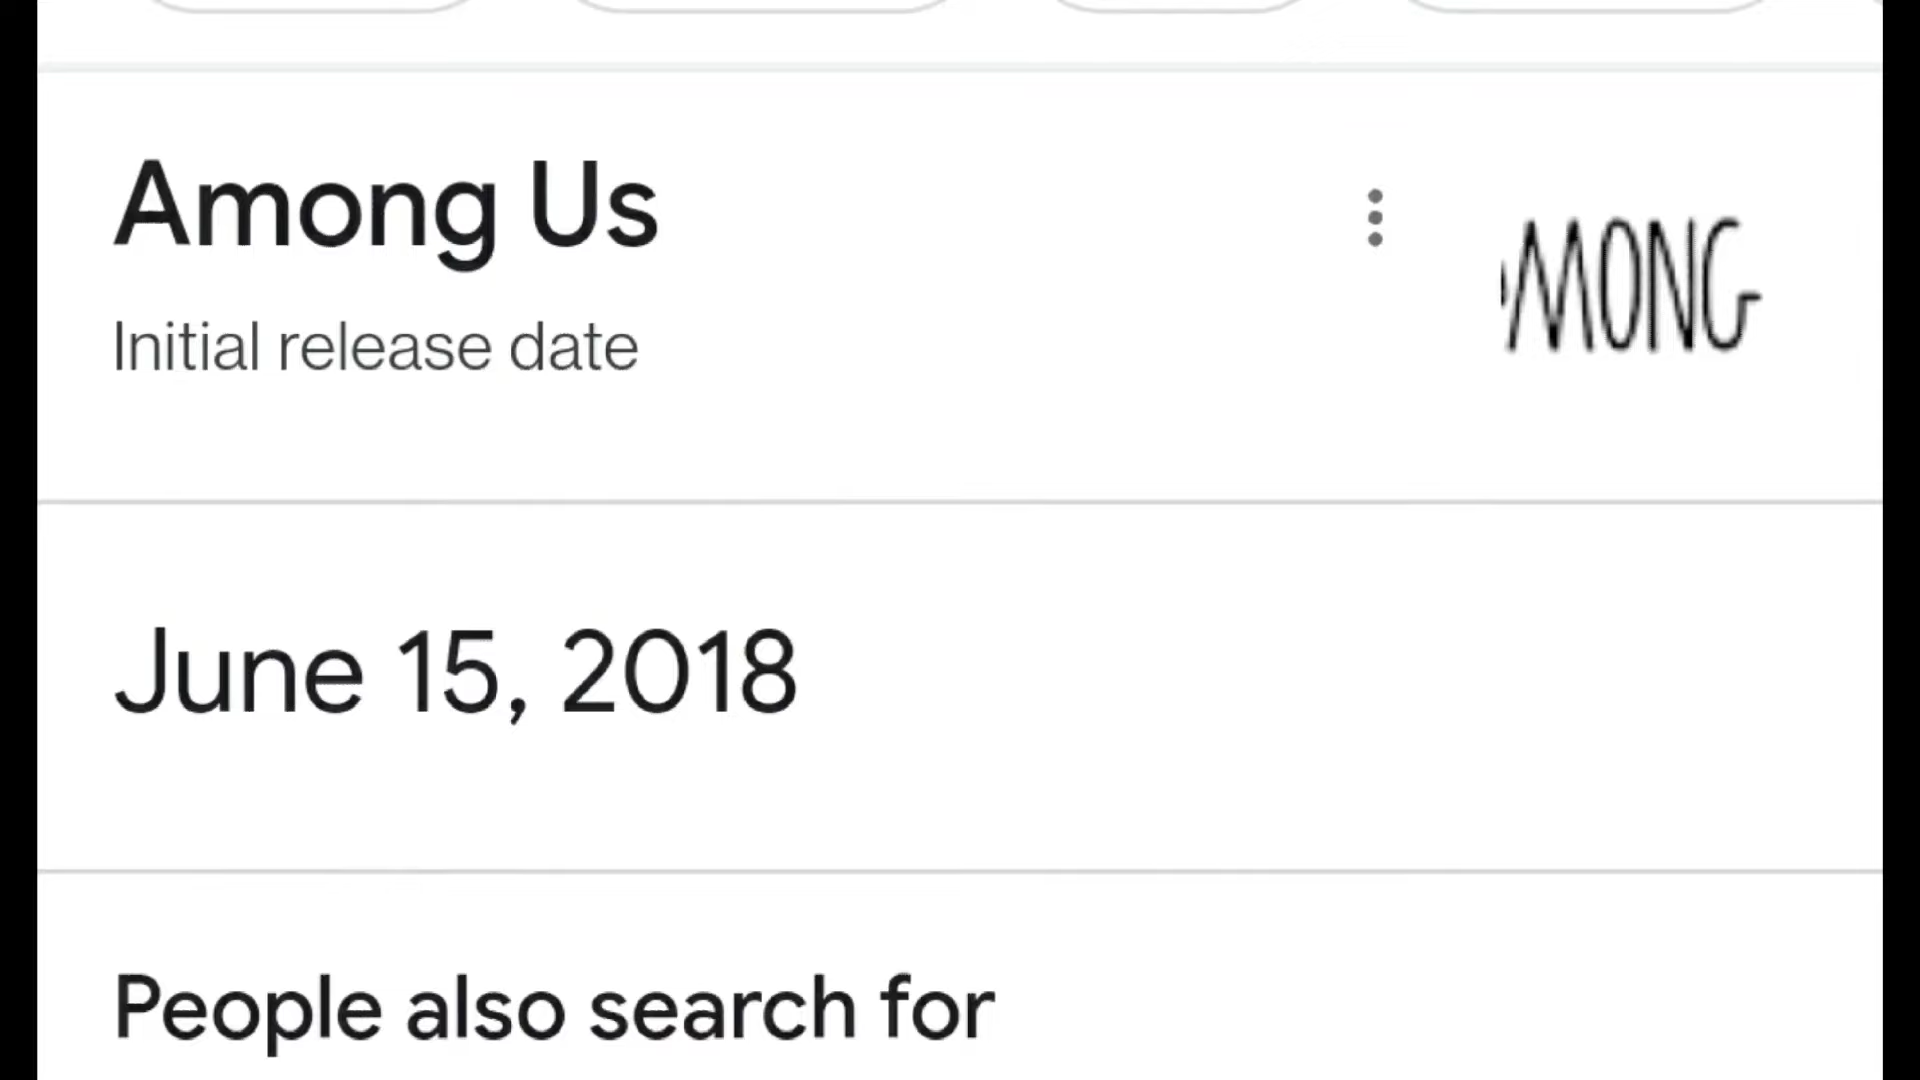 Among Us
MONG
Initial release date
June 15, 2018
People also search for